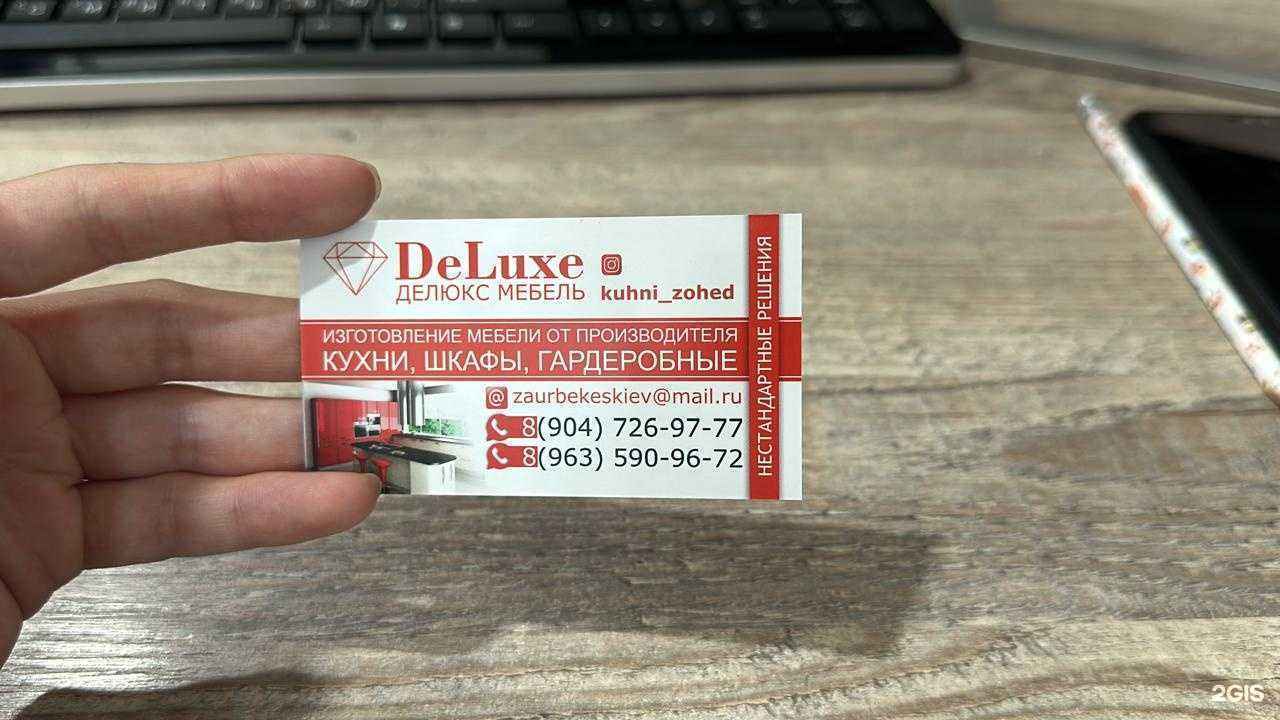 DeLuxe
ДЕЛЮКС МЕБЕЛЬ
kuhni_zohed
ИЗГОТОВЛЕНИЕ МЕБЕЛИ ОТ ПРОИЗВОДИТЕЛЯ
КУХНИ, ШКАФЫ, ГАРДЕРОБНЫЕ
@ zaurbekeskiev@mail.ru
8(904) 726-97-77
8(963) 590-96-72
НЕСТАНДАРТНЫЕ РЕШЕНИЯ
2GIS